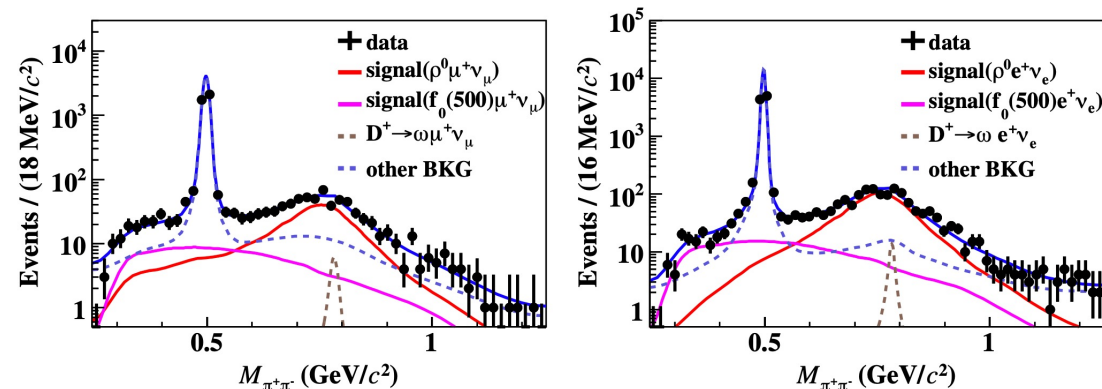 Events / (18 MeV/c²)
10⁴
10³
10²
10
1
data
signal(ρ⁰μ⁺ν_μ)
signal(f₀(500)μ⁺ν_μ)
D⁺→ωμ⁺ν_μ
other BKG
0.5
1
M_π⁺π⁻ (GeV/c²)
Events / (16 MeV/c²)
10⁵
10⁴
10³
10²
10
1
data
signal(ρ⁰e⁺ν_e)
signal(f₀(500)e⁺ν_e)
D⁺→ω e⁺ν_e
other BKG
0.5
1
M_π⁺π⁻ (GeV/c²)